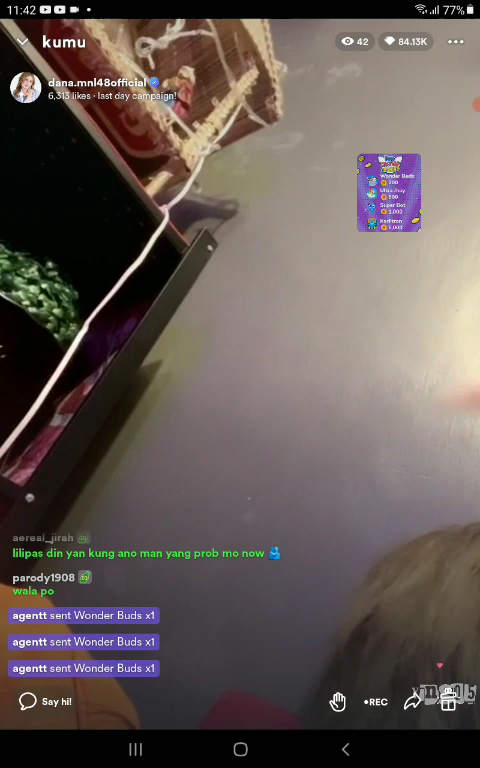 11:42
77%
kumu
42
84.13K
dana.mnl48official
6,313 likes · last day campaign!
Wonder Buds
Super Bot
aereal_jirah
lilipas din yan kung ano man yang prob mo now 🫂
parody1908
wala po
agentt sent Wonder Buds x1
agentt sent Wonder Buds x1
agentt sent Wonder Buds x1
Say hi!
•REC